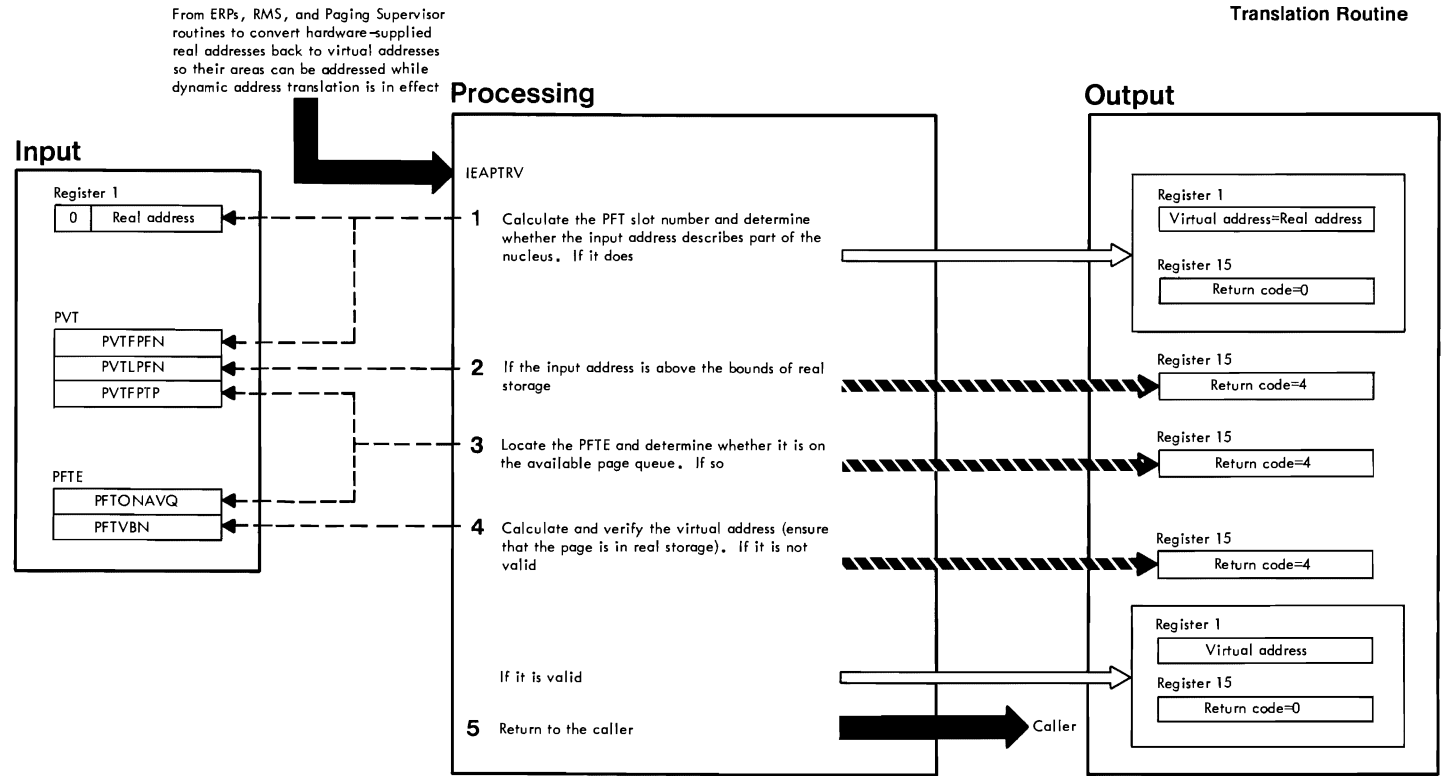 Translation Routine
From ERPs, RMS, and Paging Supervisor
routines to convert hardware-supplied
real addresses back to virtual addresses
so their areas can be addressed while
dynamic address translation is in effect
Input
Register 1
0 Real address
PVT
PVTFPFN
PVTLPFN
PVTFPTP
PFTE
PFTONAVQ
PFTVBN
Processing
IEAPTRV
1 Calculate the PFT slot number and determine
whether the input address describes part of the
nucleus. If it does
2 If the input address is above the bounds of real
storage
3 Locate the PFTE and determine whether it is on
the available page queue. If so
4 Calculate and verify the virtual address (ensure
that the page is in real storage). If it is not
valid
If it is valid
5 Return to the caller
Caller
Output
Register 1
Virtual address=Real address
Register 15
Return code=0
Register 15
Return code=4
Register 15
Return code=4
Register 15
Return code=4
Register 1
Virtual address
Register 15
Return code=0